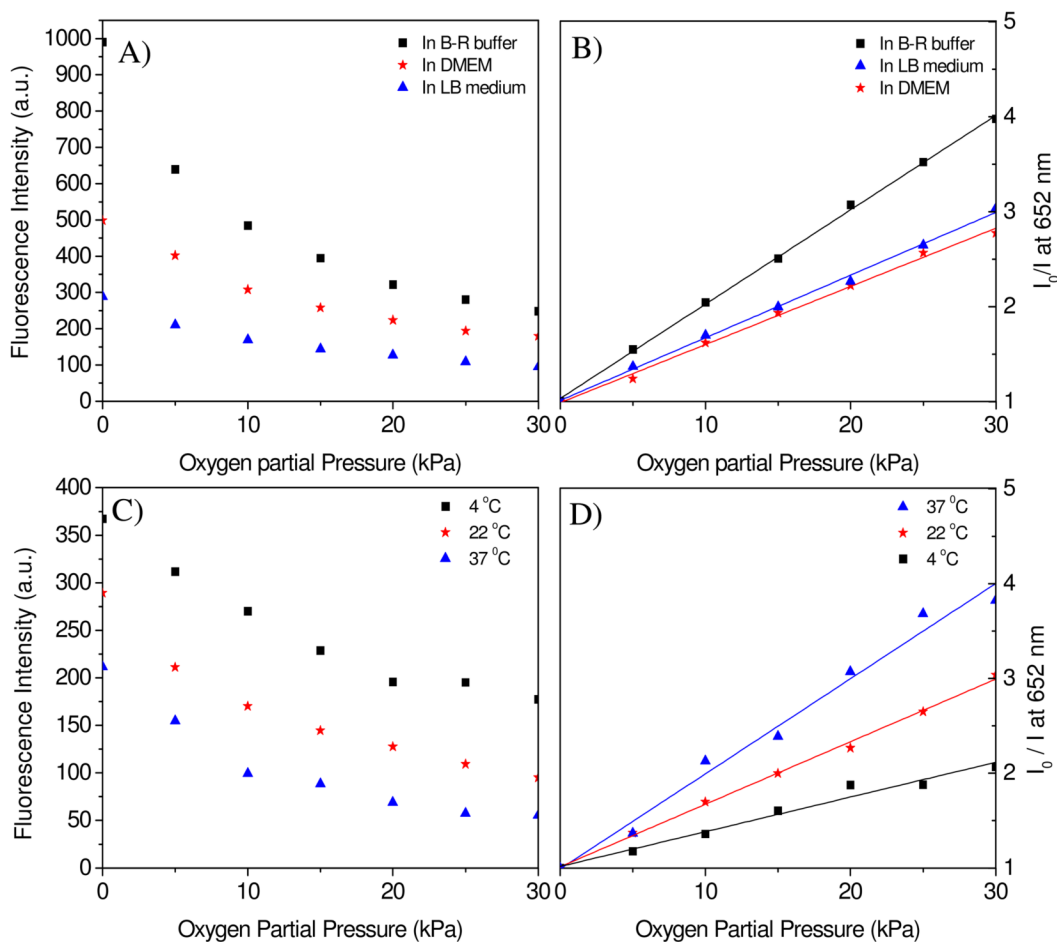 A)
In B-R buffer
In DMEM
In LB medium
1000
900
800
700
600
500
400
300
200
100
0
Fluorescence Intensity (a.u.)
0 10 20 30
Oxygen partial Pressure (kPa)
B)
In B-R buffer
In LB medium
In DMEM
5
4
3
2
1
I₀/I at 652 nm
0 10 20 30
Oxygen partial Pressure (kPa)
C)
4 °C
22 °C
37 °C
400
350
300
250
200
150
100
50
0
Fluorescence Intensity (a.u.)
0 10 20 30
Oxygen Partial Pressure (kPa)
D)
37 °C
22 °C
4 °C
5
4
3
2
1
I₀ / I at 652 nm
0 10 20 30
Oxygen Partial Pressure (kPa)